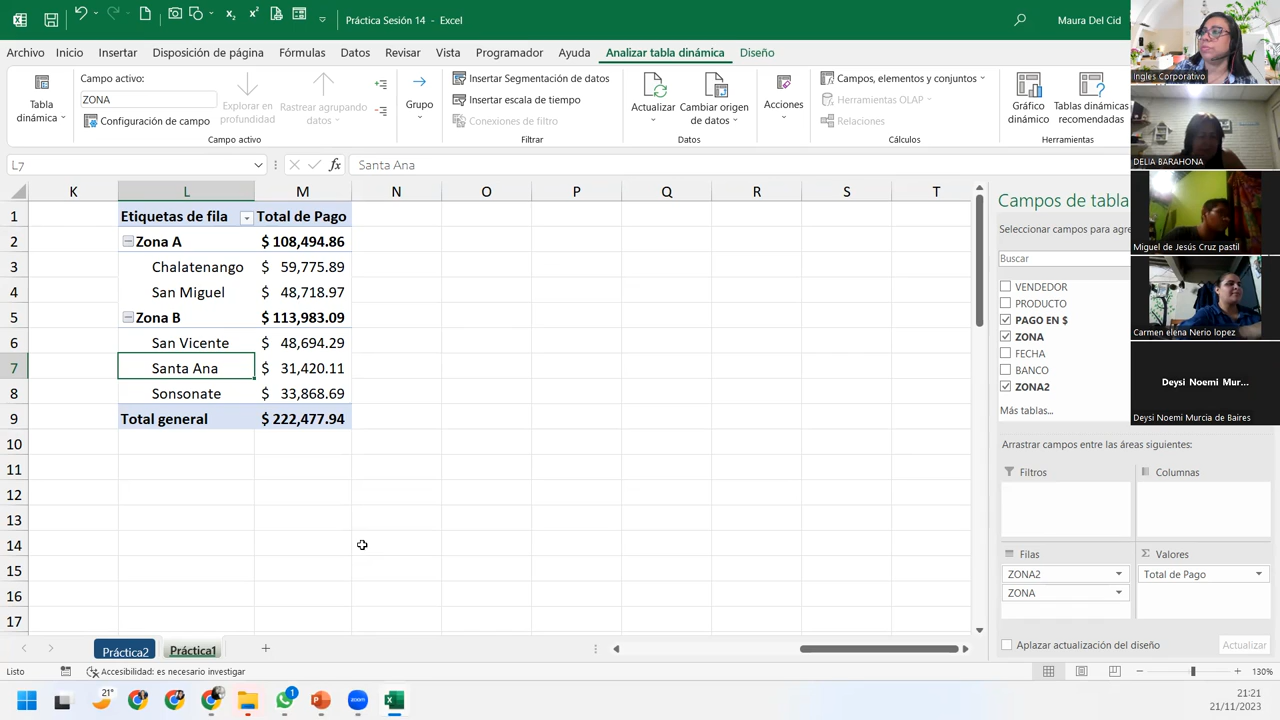 Práctica Sesión 14 - Excel
Maura Del Cid
Archivo Inicio Insertar Disposición de página Fórmulas Datos Revisar Vista Programador Ayuda Analizar tabla dinámica Diseño
Tabla dinámica
Campo activo:
ZONA
Configuración de campo
Explorar en profundidad
Rastrear agrupando datos
Campo activo
Grupo
Insertar Segmentación de datos
Insertar escala de tiempo
Conexiones de filtro
Filtrar
Actualizar
Cambiar origen de datos
Datos
Acciones
Campos, elementos y conjuntos
Herramientas OLAP
Relaciones
Cálculos
Gráfico dinámico
Tablas dinámicas recomendadas
Herramientas
L7
fx
Santa Ana
K L M N O P Q R S T
1 Etiquetas de fila Total de Pago
2 Zona A $ 108,494.86
3 Chalatenango $ 59,775.89
4 San Miguel $ 48,718.97
5 Zona B $ 113,983.09
6 San Vicente $ 48,694.29
7 Santa Ana $ 31,420.11
8 Sonsonate $ 33,868.69
9 Total general $ 222,477.94
10
11
12
13
14
15
16
17
Campos de tabla
Seleccionar campos para agre
Buscar
VENDEDOR
PRODUCTO
PAGO EN $
ZONA
FECHA
BANCO
ZONA2
Más tablas...
Arrastrar campos entre las áreas siguientes:
Filtros
Columnas
Filas
Σ Valores
ZONA2
ZONA
Total de Pago
Aplazar actualización del diseño
Actualizar
Ingles Corporativo
DELIA BARAHONA
Miguel de Jesús Cruz pastil
Carmen elena Nerio lopez
Deysi Noemi Mur...
Deysi Noemi Murcia de Baires
Práctica2 Práctica1
Listo
Accesibilidad: es necesario investigar
130%
21°
1
zoom
21:21
21/11/2023